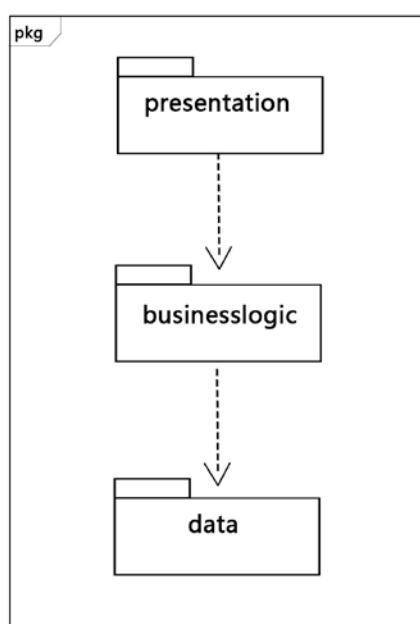 pkg
presentation
businesslogic
data